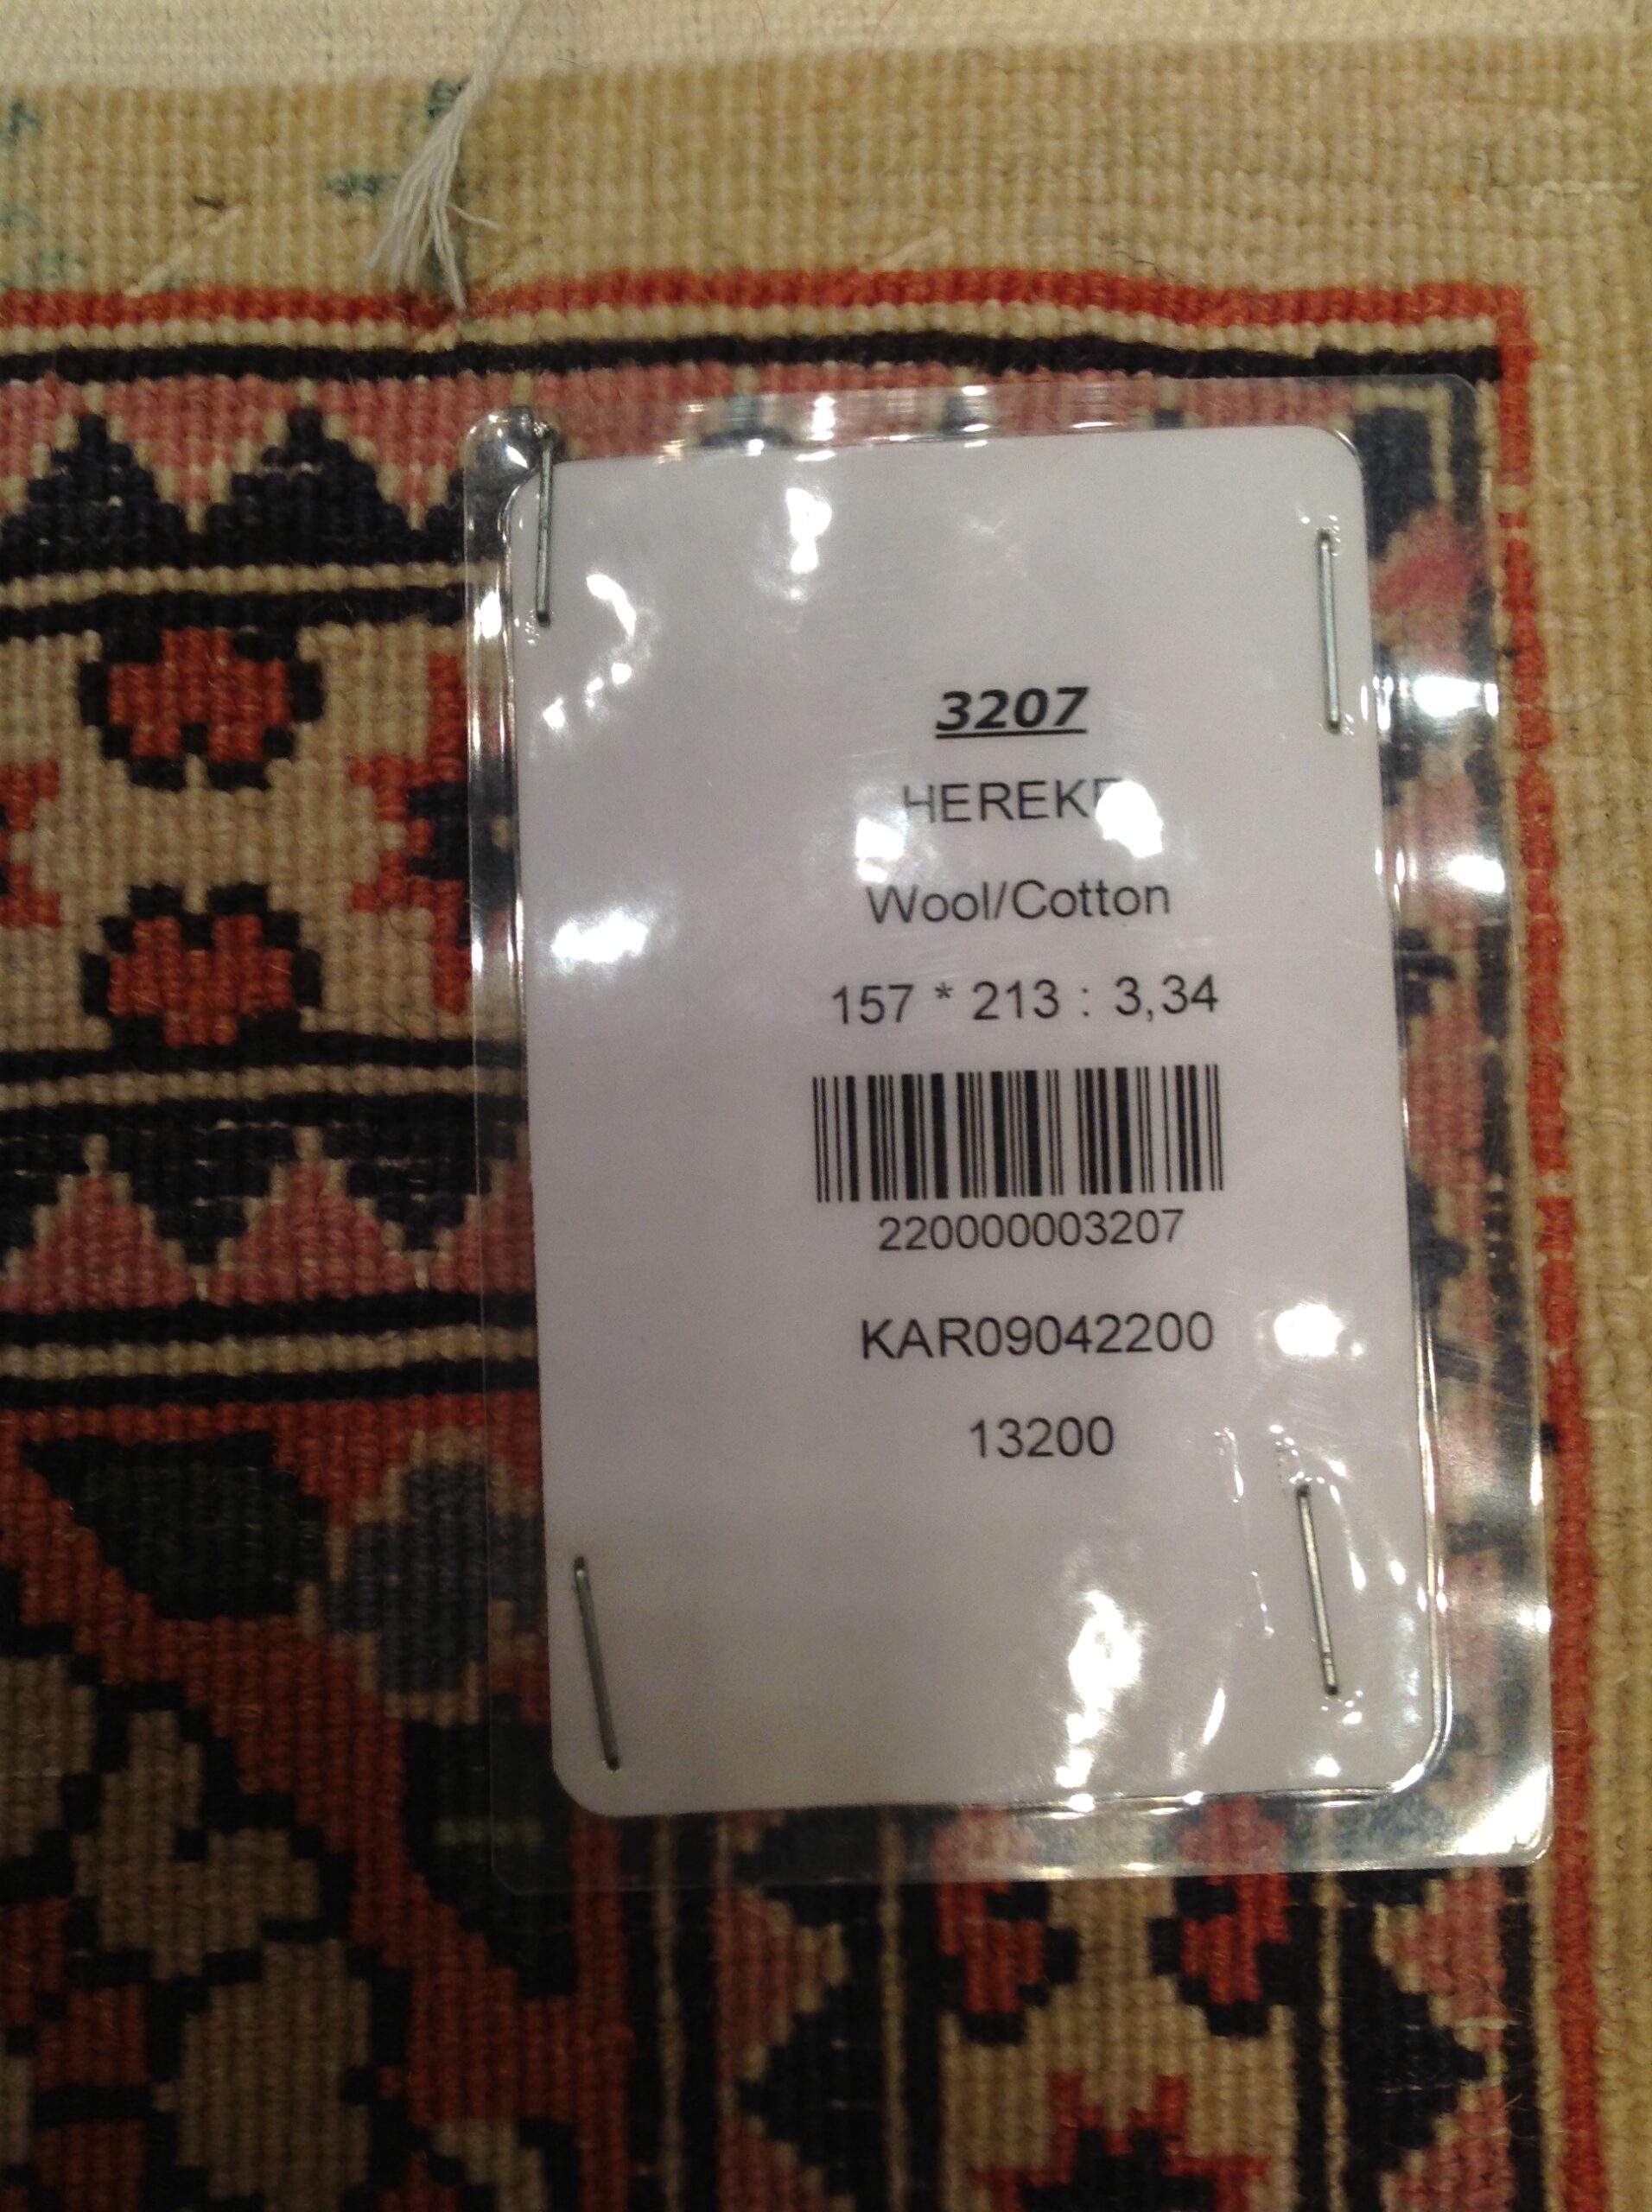 3207
HEREKE
Wool/Cotton
157 * 213 : 3,34
220000003207
KAR09042200
13200